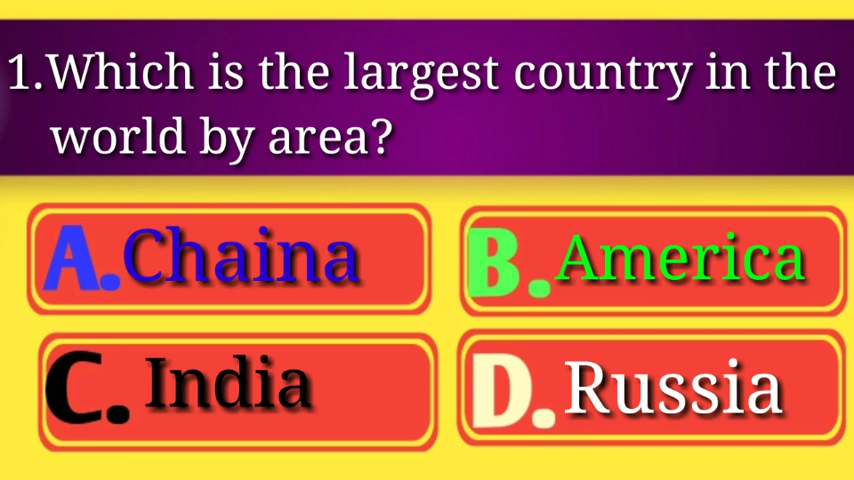 1.Which is the largest country in the
world by area?
A.Chaina
B.America
C. India
D.Russia